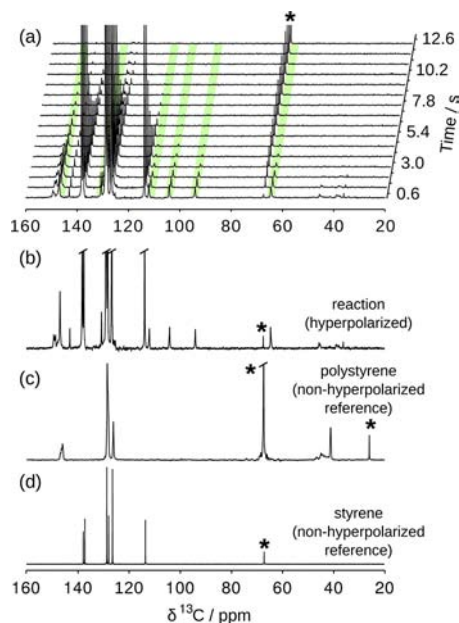 (a)
*
12.6
10.2
7.8
5.4
3.0
0.6
Time / s
160 140 120 100 80 60 40 20
(b)
reaction
(hyperpolarized)
*
(c)
*
polystyrene
(non-hyperpolarized
reference)
*
(d)
styrene
(non-hyperpolarized
reference)
*
160 140 120 100 80 60 40 20
δ ¹³C / ppm